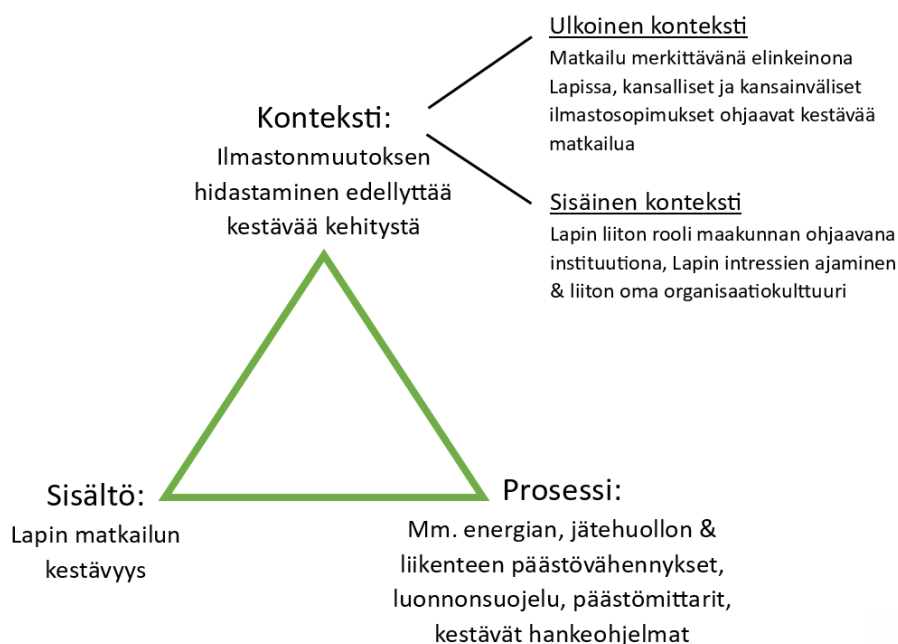 Konteksti:
Ilmastonmuutoksen
hidastaminen edellyttää
kestävää kehitystä
Ulkoinen konteksti
Matkailu merkittävänä elinkeinona
Lapissa, kansalliset ja kansainväliset
ilmastosopimukset ohjaavat kestävää
matkailua
Sisäinen konteksti
Lapin liiton rooli maakunnan ohjaavana
instituutiona, Lapin intressien ajaminen
& liiton oma organisaatiokulttuuri
Sisältö:
Lapin matkailun
kestävyys
Prosessi:
Mm. energian, jätehuollon &
liikenteen päästövähennykset,
luonnonsuojelu, päästömittarit,
kestävät hankeohjelmat